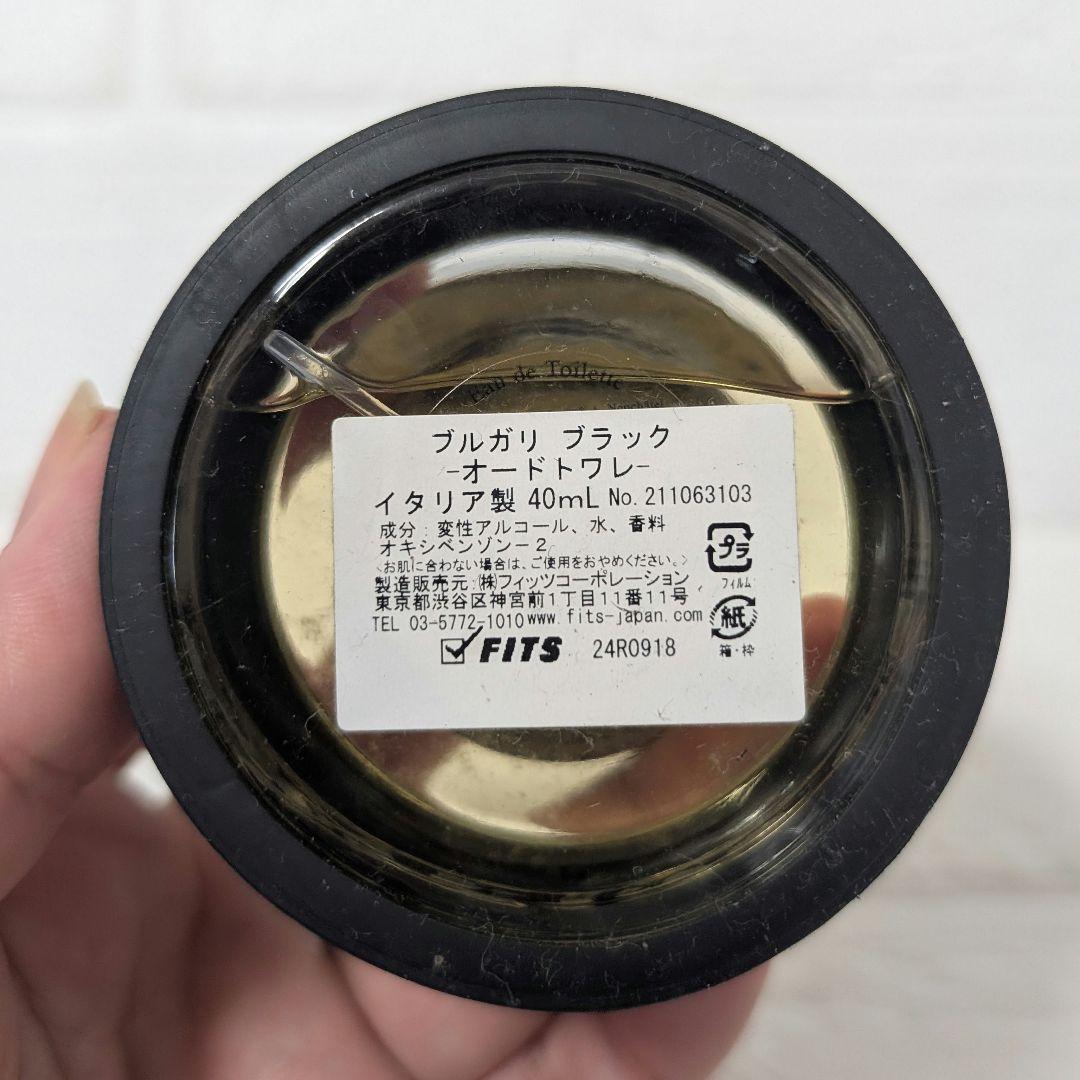 Eau de Toilette
ブルガリ ブラック
-オードトワレ-
イタリア製 40mL No.211063103
成分：変性アルコール、水、香料
オキシベンゾン－2
<お肌に合わない場合は、ご使用をおやめください。>
製造販売元：㈱フィッツコーポレーション
東京都渋谷区神宮前1丁目11番11号
TEL 03-5772-1010 www.fits-japan.com
FITS 24R0918
プラ
フィルム
紙
箱・枠